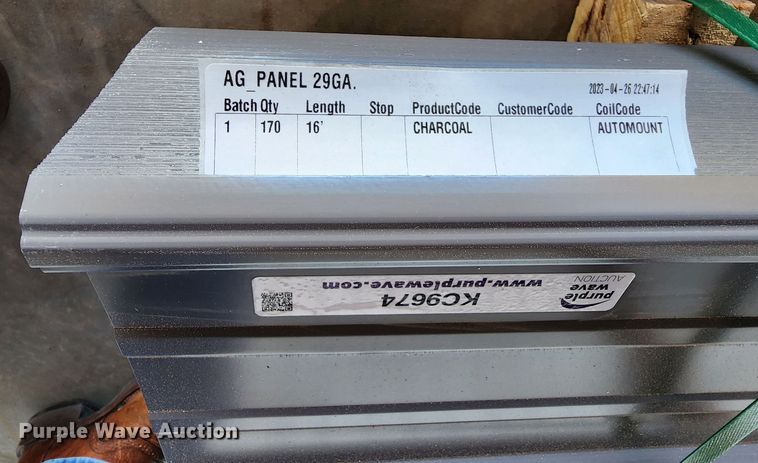 AG_PANEL 29GA.
2023-04-26 22:47:14
Batch Qty Length Stop ProductCode CustomerCode CoilCode
1 170 16' CHARCOAL AUTOMOUNT
purple wave
AUCTION
KC9674
www.purplewave.com
Purple Wave Auction